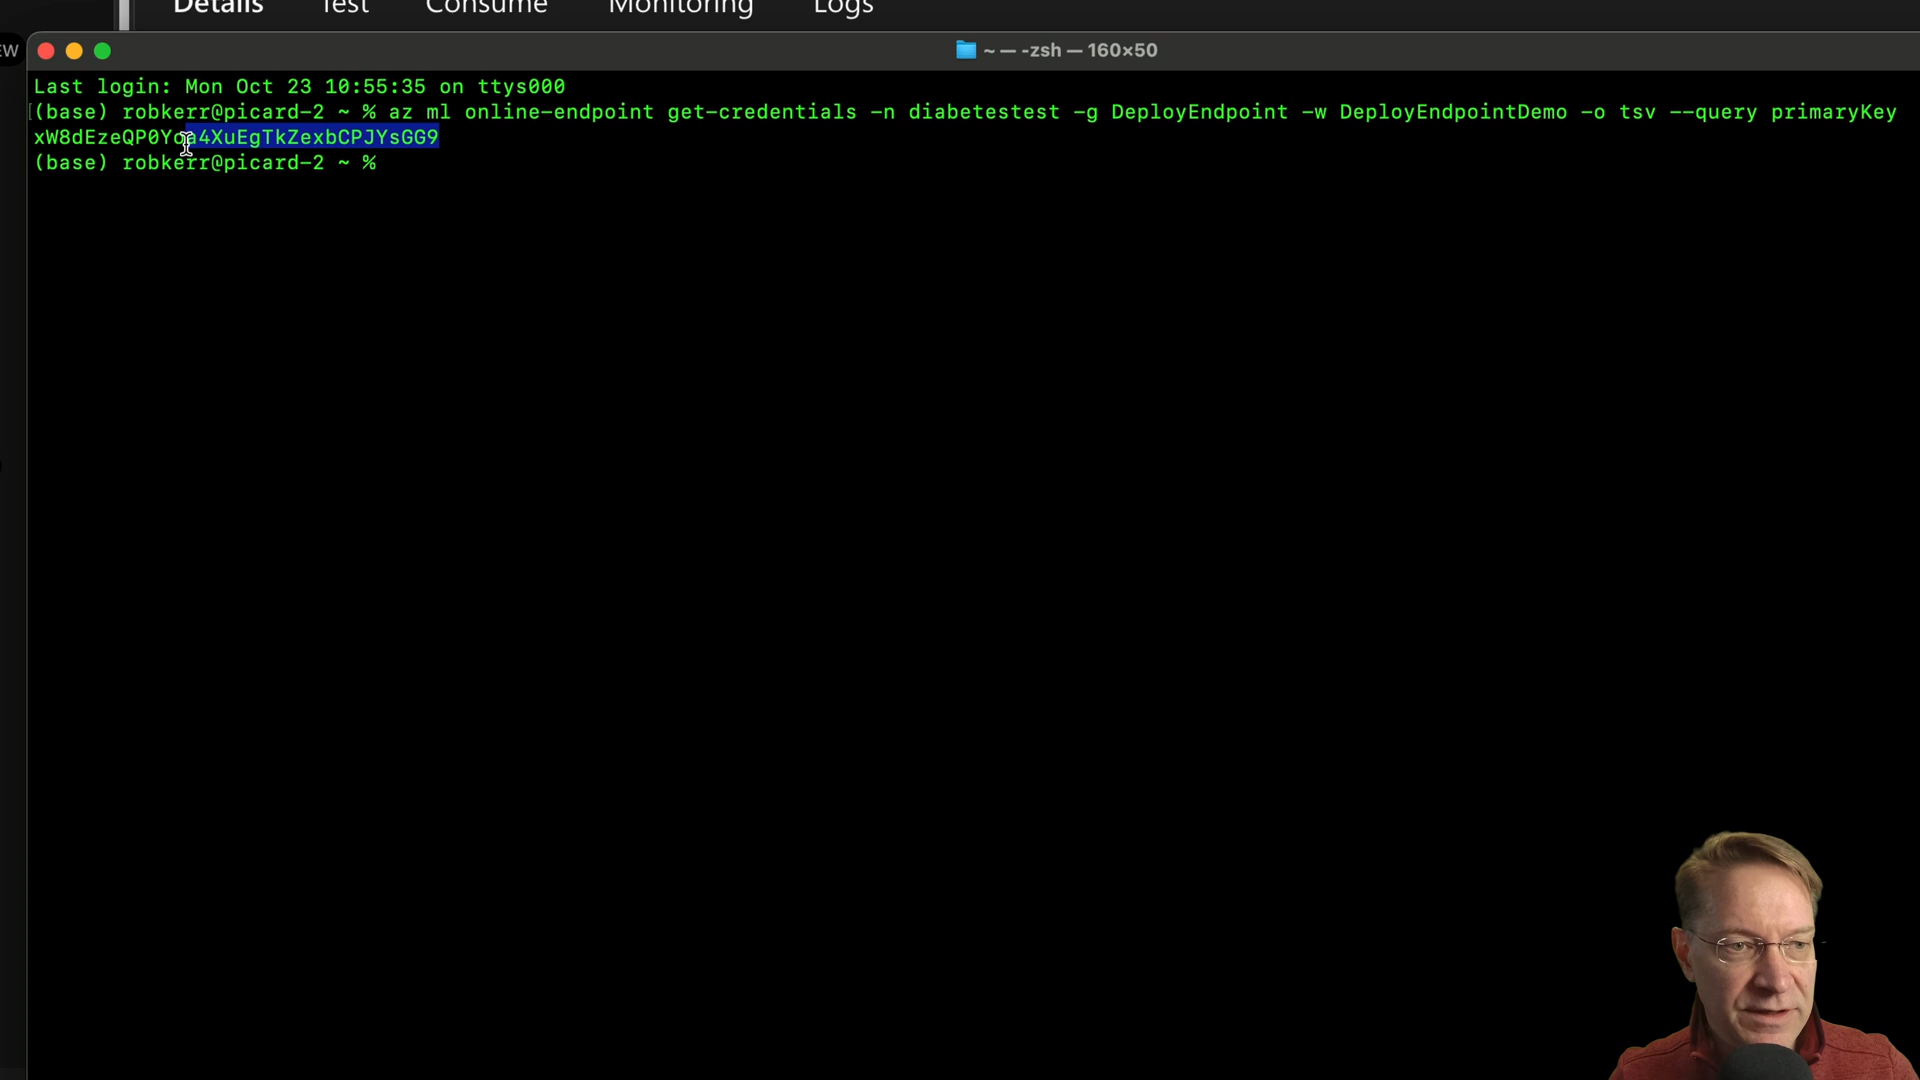 Details Test Consume Monitoring Logs
~ — -zsh — 160×50
Last login: Mon Oct 23 10:55:35 on ttys000
(base) robkerr@picard-2 ~ % az ml online-endpoint get-credentials -n diabetestest -g DeployEndpoint -w DeployEndpointDemo -o tsv --query primaryKey
(base) robkerr@picard-2 ~ %